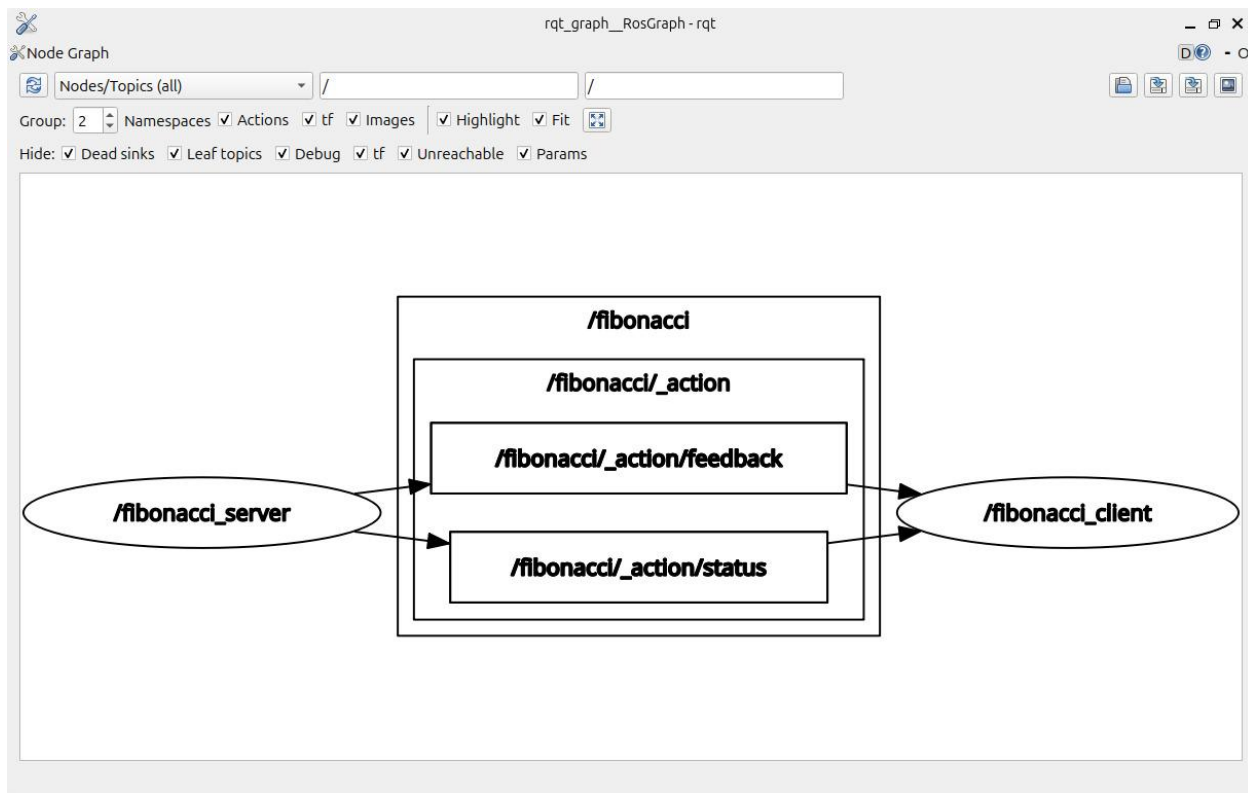 rqt_graph__RosGraph - rqt
Node Graph
D ? - O
Nodes/Topics (all) / /
Group: 2 Namespaces Actions tf Images Highlight Fit
Hide: Dead sinks Leaf topics Debug tf Unreachable Params
/fibonacci
/fibonacci/_action
/fibonacci/_action/feedback
/fibonacci_server
/fibonacci_client
/fibonacci/_action/status